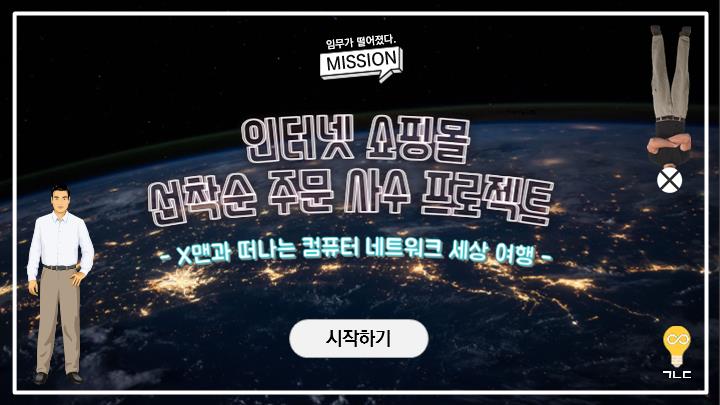 임무가 떨어졌다.
MISSION
인터넷 쇼핑몰
선착순 주문 사수 프로젝트
- X맨과 떠나는 컴퓨터 네트워크 세상 여행 -
시작하기
ㄱㄴㄷ